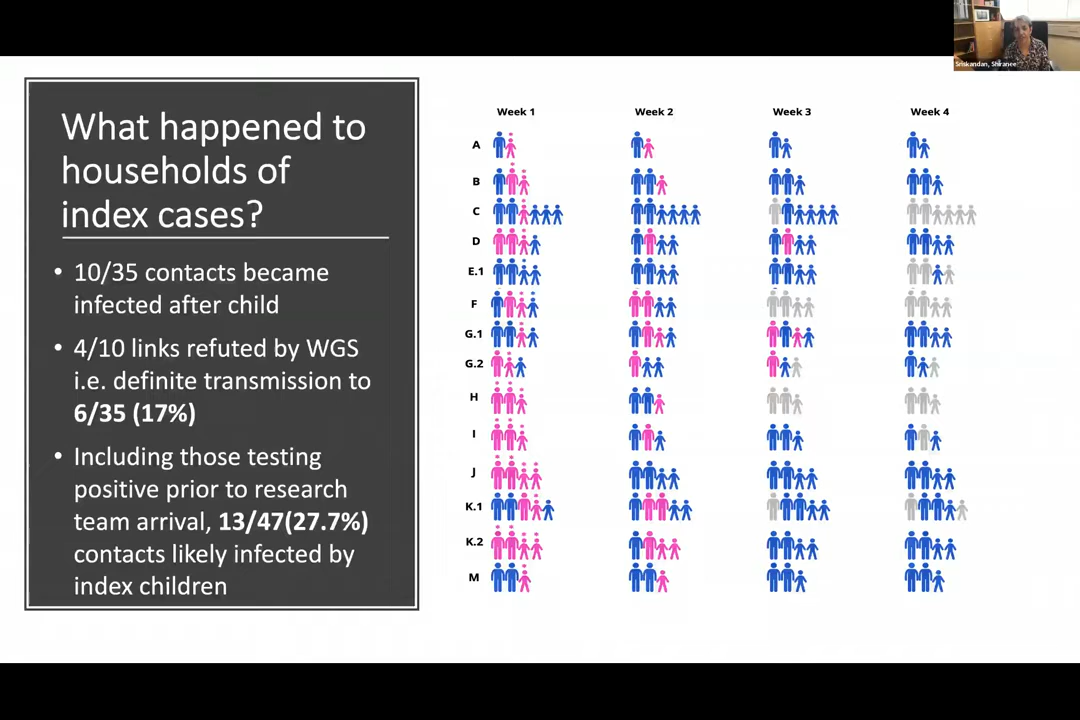 Sriskandan, Shiranee
What happened to
households of
index cases?
• 10/35 contacts became
infected after child
• 4/10 links refuted by WGS
i.e. definite transmission to
6/35 (17%)
• Including those testing
positive prior to research
team arrival, 13/47(27.7%)
contacts likely infected by
index children
Week 1 Week 2 Week 3 Week 4
A
B
C
D
E.1
F
G.1
G.2
H
I
J
K.1
K.2
M